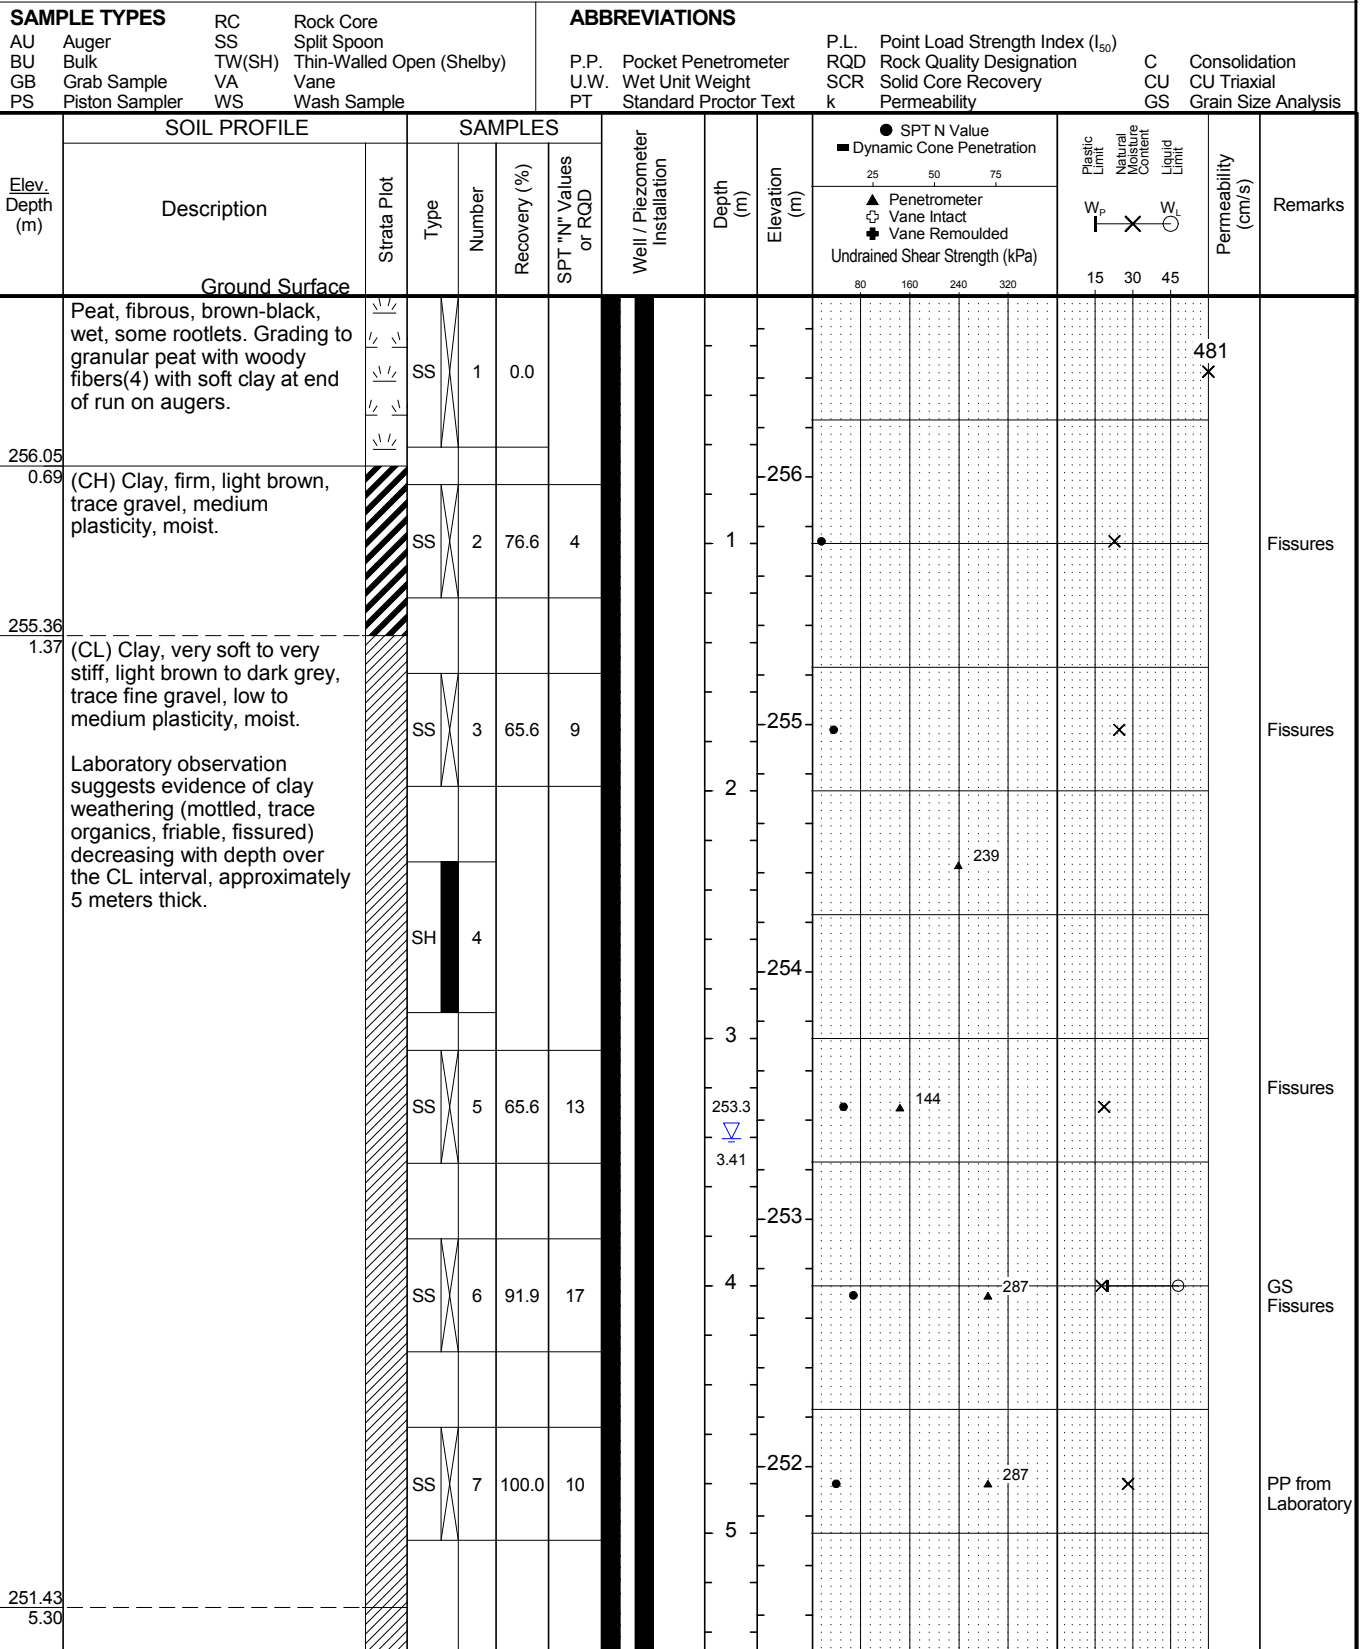 SAMPLE TYPES
AU Auger
BU Bulk
GB Grab Sample
PS Piston Sampler
RC Rock Core
SS Split Spoon
TW(SH) Thin-Walled Open (Shelby)
VA Vane
WS Wash Sample
ABBREVIATIONS
P.P. Pocket Penetrometer
U.W. Wet Unit Weight
PT Standard Proctor Text
P.L. Point Load Strength Index (I50)
RQD Rock Quality Designation
SCR Solid Core Recovery
k Permeability
C Consolidation
CU CU Triaxial
GS Grain Size Analysis
SOIL PROFILE
SAMPLES
Elev.
Depth
(m)
Description
Ground Surface
Strata Plot
Type
Number
Recovery (%)
SPT "N" Values
or RQD
Well / Piezometer
Installation
Depth
(m)
Elevation
(m)
SPT N Value
Dynamic Cone Penetration
25 50 75
Penetrometer
Vane Intact
Vane Remoulded
Undrained Shear Strength (kPa)
80 160 240 320
Plastic
Limit
Natural
Moisture
Content
Liquid
Limit
WP WL
15 30 45
Permeability
(cm/s)
Remarks
Peat, fibrous, brown-black,
wet, some rootlets. Grading to
granular peat with woody
fibers(4) with soft clay at end
of run on augers.
SS 1 0.0
481
256.05
0.69
256
(CH) Clay, firm, light brown,
trace gravel, medium
plasticity, moist.
SS 2 76.6 4
1
Fissures
255.36
1.37
(CL) Clay, very soft to very
stiff, light brown to dark grey,
trace fine gravel, low to
medium plasticity, moist.
SS 3 65.6 9
255
Fissures
Laboratory observation
suggests evidence of clay
weathering (mottled, trace
organics, friable, fissured)
decreasing with depth over
the CL interval, approximately
5 meters thick.
2
239
SH 4
254
3
SS 5 65.6 13
253.3
3.41
144
Fissures
253
SS 6 91.9 17
4
287
GS
Fissures
252
SS 7 100.0 10
287
PP from
Laboratory
5
251.43
5.30